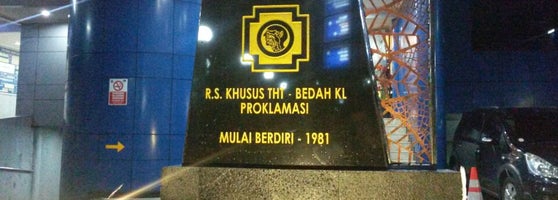 R.S. KHUSUS THT - BEDAH KL
PROKLAMASI
MULAI BERDIRI - 1981